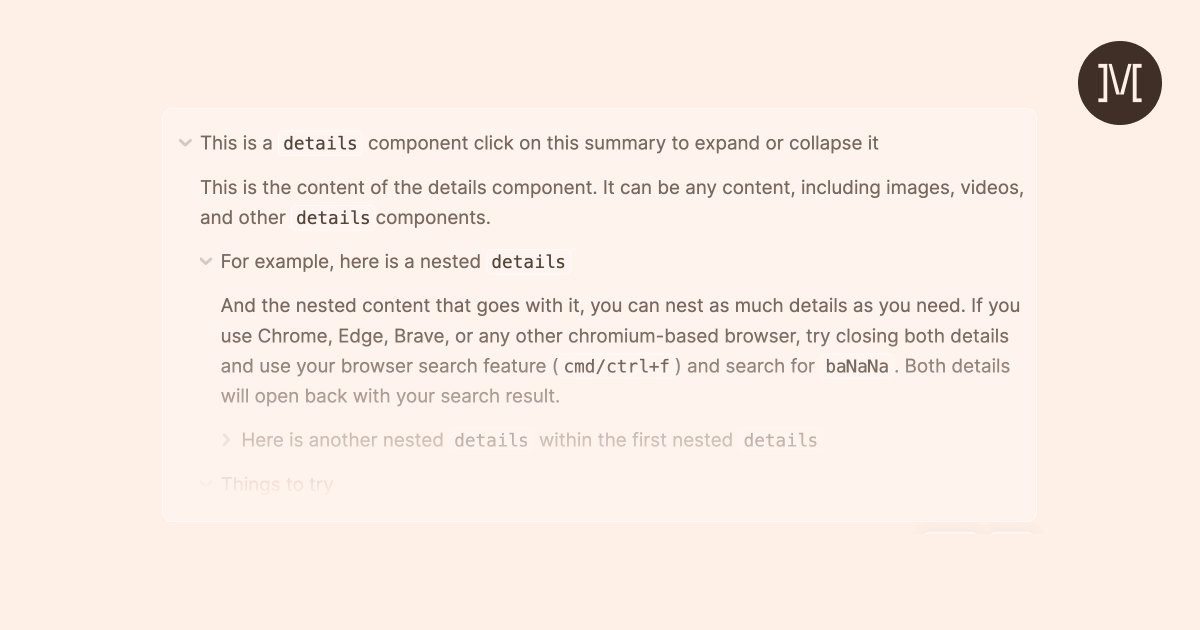 ]M[
This is a details component click on this summary to expand or collapse it
This is the content of the details component. It can be any content, including images, videos,
and other details components.
For example, here is a nested details
And the nested content that goes with it, you can nest as much details as you need. If you
use Chrome, Edge, Brave, or any other chromium-based browser, try closing both details
and use your browser search feature ( cmd/ctrl+f ) and search for baNaNa . Both details
will open back with your search result.
Here is another nested details within the first nested details
Things to try